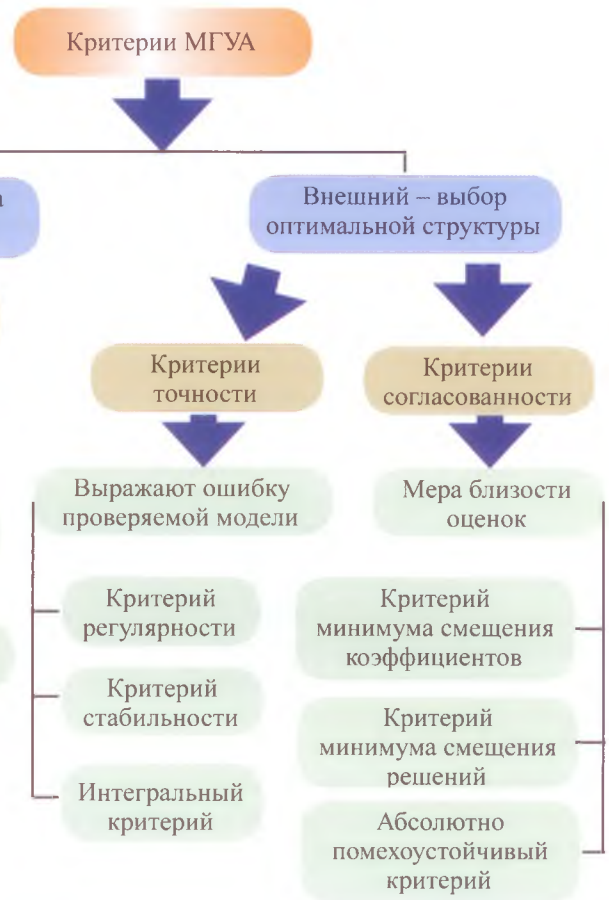 Критерии МГУА
а
Внешний – выбор
оптимальной структуры
Критерии
точности
Критерии
согласованности
Выражают ошибку
проверяемой модели
Мера близости
оценок
Критерий
регулярности
Критерий
стабильности
Интегральный
критерий
Критерий
минимума смещения
коэффициентов
Критерий
минимума смещения
решений
Абсолютно
помехоустойчивый
критерий